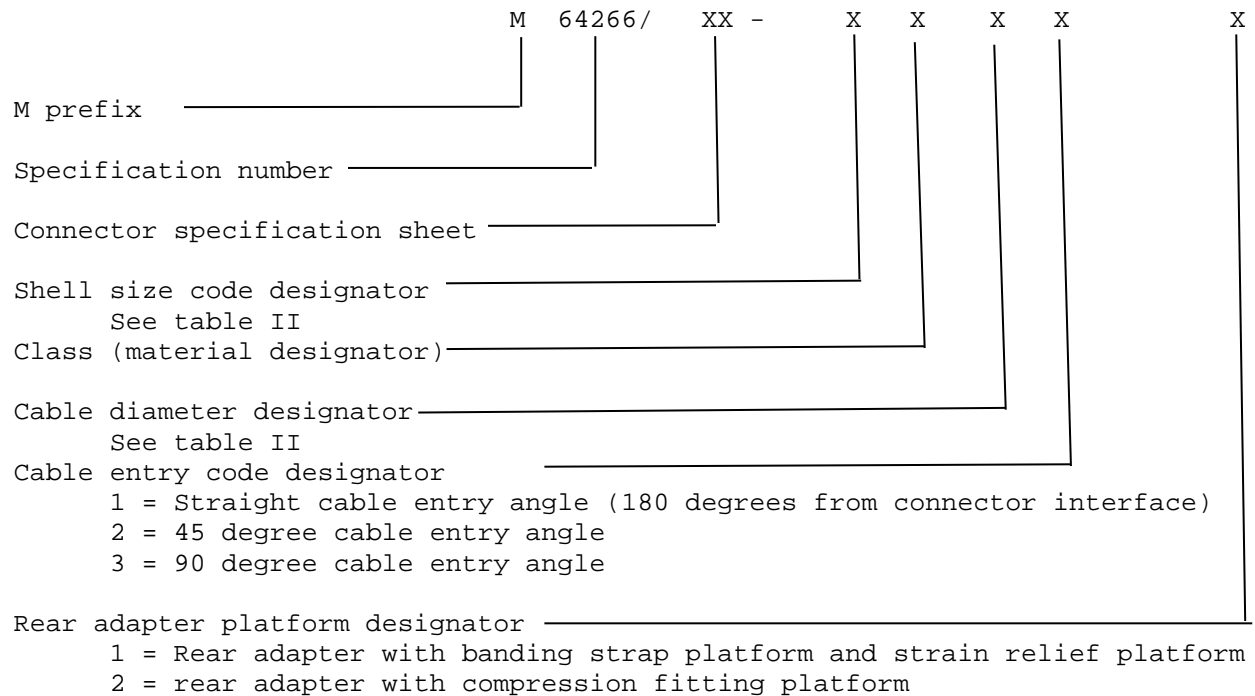 M 64266/ XX - X X X X X
M prefix
Specification number
Connector specification sheet
Shell size code designator
See table II
Class (material designator)
Cable diameter designator
See table II
Cable entry code designator
1 = Straight cable entry angle (180 degrees from connector interface)
2 = 45 degree cable entry angle
3 = 90 degree cable entry angle
Rear adapter platform designator
1 = Rear adapter with banding strap platform and strain relief platform
2 = rear adapter with compression fitting platform